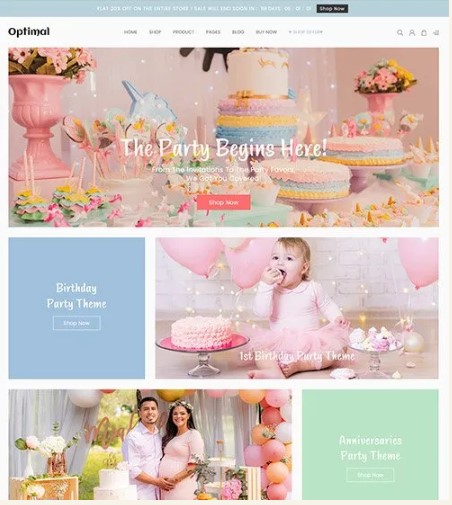 FLAT 20% OFF ON THE ENTIRE STORE | SALE WILL END SOON IN
Shop Now
Optimal
HOME SHOP PRODUCT PAGES BLOG BUY NOW
The Party Begins Here!
From The Invitations To The Party Favors,
We Got You Covered!
Shop Now
Birthday
Party Theme
Shop Now
1st Birthday Party Theme
Anniversaries
Party Theme
Shop Now